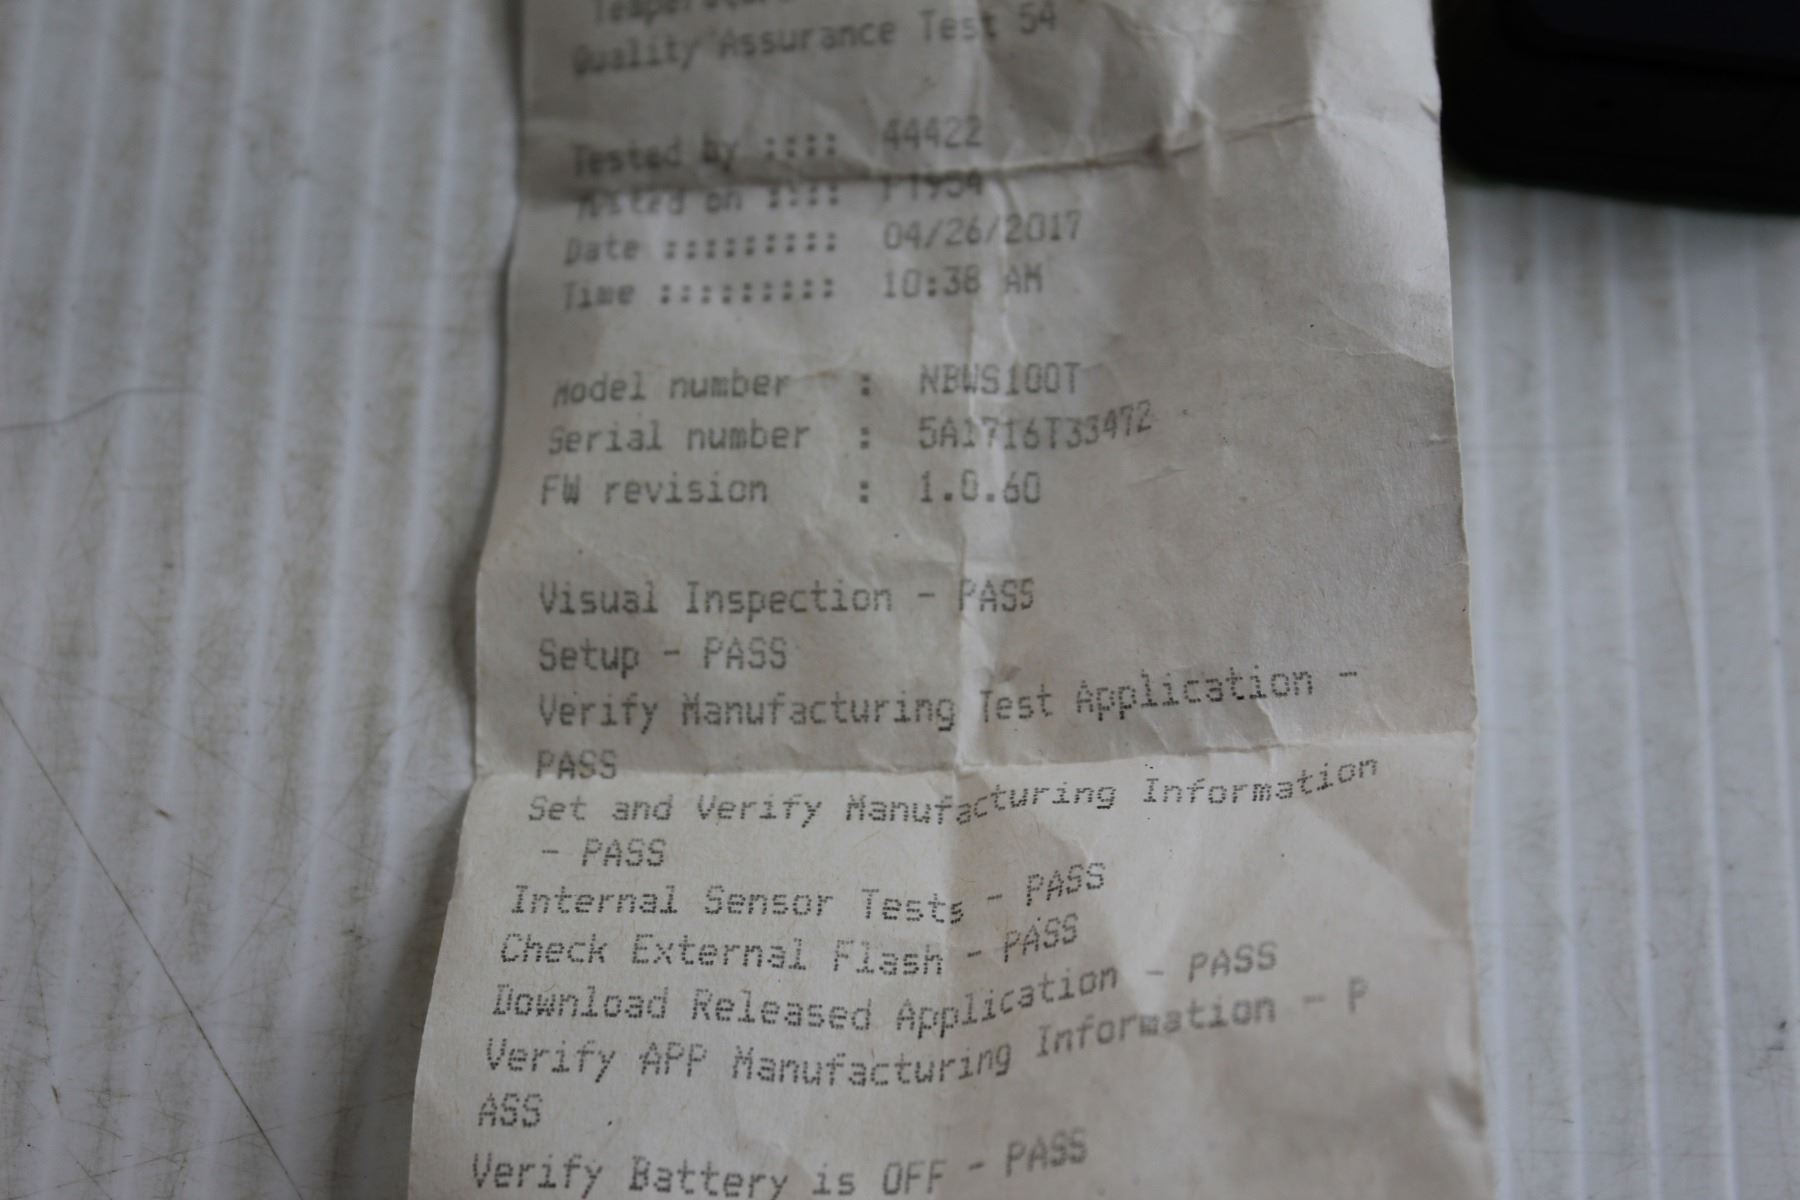 Temperature
Quality Assurance Test 54
Tested by :::: 44422
Tested on ::::
Date ::::::::: 04/26/2017
Time ::::::::: 10:38 AM
Model number : NBWS100T
Serial number : 5A1716T33472
FW revision : 1.0.60
Visual Inspection - PASS
Setup - PASS
Verify Manufacturing Test Application -
PASS
Set and Verify Manufacturing Information
- PASS
Internal Sensor Tests - PASS
Check External Flash - PASS
Download Released Application - PASS
Verify APP Manufacturing Information - P
ASS
Verify Battery is OFF - PASS